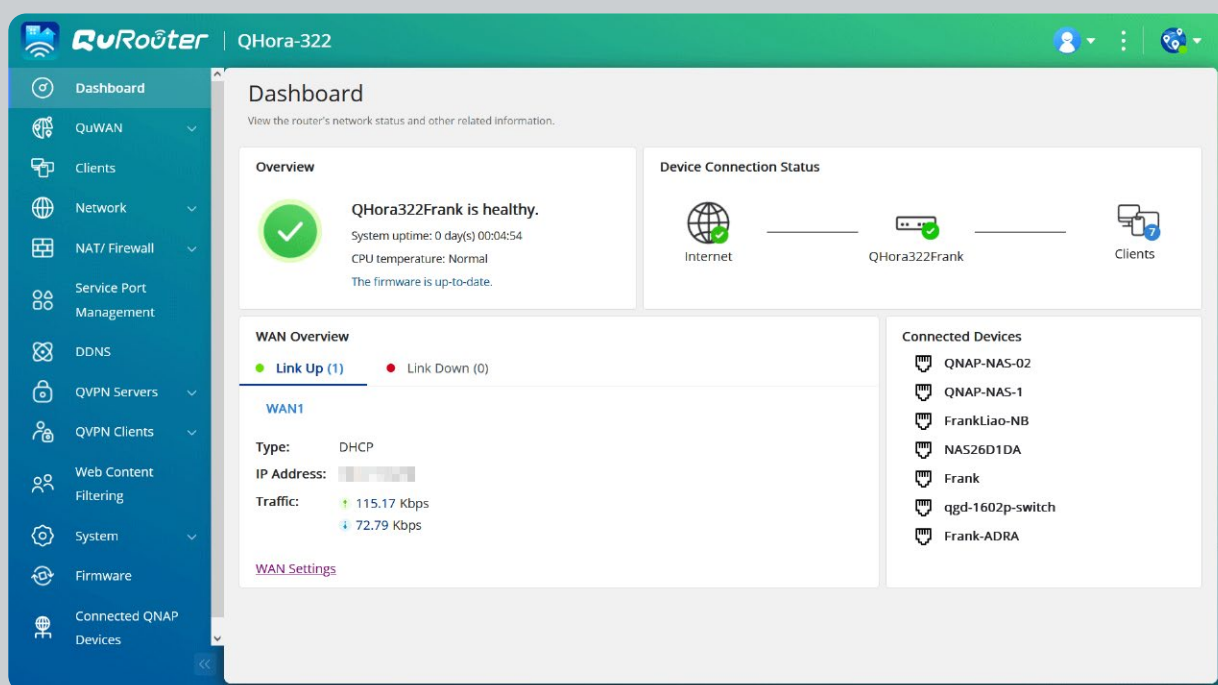 QuRouter | QHora-322
Dashboard
QuWAN
Clients
Network
NAT/ Firewall
Service Port
Management
DDNS
QVPN Servers
QVPN Clients
Web Content
Filtering
System
Firmware
Connected QNAP
Devices
Dashboard
View the router's network status and other related information.
Overview
QHora322Frank is healthy.
System uptime: 0 day(s) 00:04:54
CPU temperature: Normal
The firmware is up-to-date.
Device Connection Status
Internet
QHora322Frank
7
Clients
WAN Overview
Link Up (1)
Link Down (0)
WAN1
Type: DHCP
IP Address:
Traffic: 115.17 Kbps
72.79 Kbps
WAN Settings
Connected Devices
QNAP-NAS-02
QNAP-NAS-1
FrankLiao-NB
NAS26D1DA
Frank
qgd-1602p-switch
Frank-ADRA